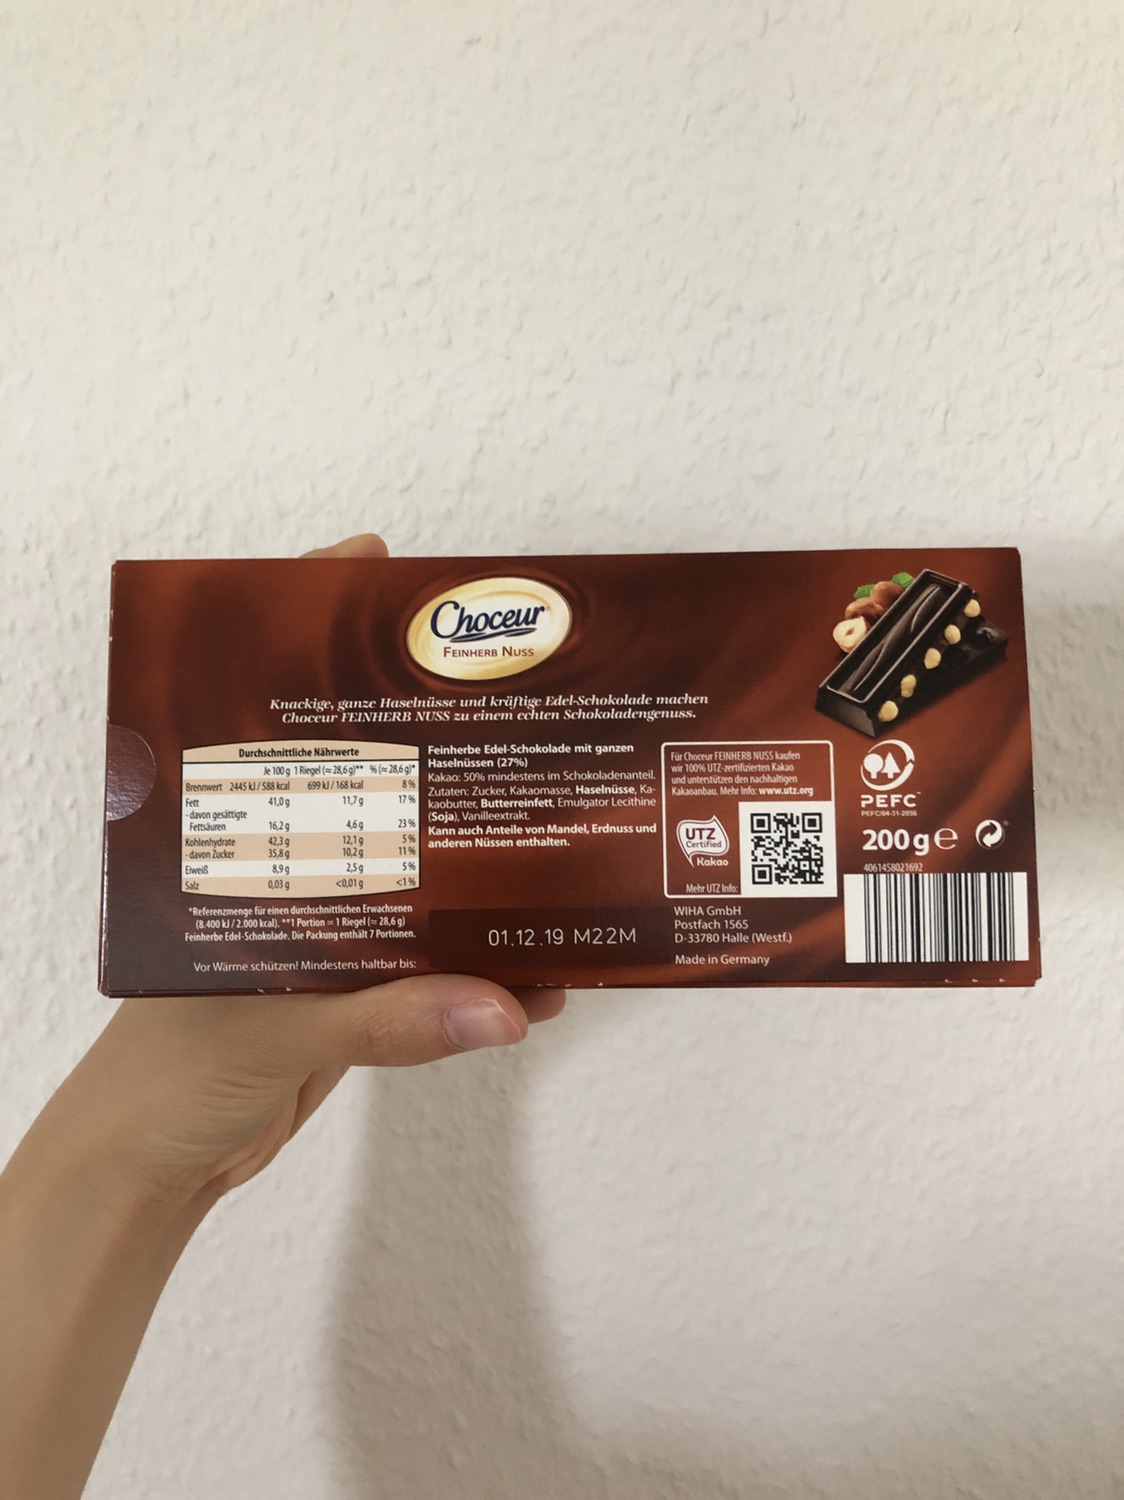 Choceur
FEINHERB NUSS
Knackige, ganze Haselnüsse und kräftige Edel-Schokolade machen
Choceur FEINHERB NUSS zu einem echten Schokoladengenuss.
Durchschnittliche Nährwerte
Je 100 g 1 Riegel (≈ 28,6 g)** % (≈ 28,6 g)*
Brennwert 2445 kJ / 588 kcal 699 kJ / 168 kcal 8 %
Fett 41,0 g 11,7 g 17 %
- davon gesättigte
Fettsäuren 16,2 g 4,6 g 23 %
Kohlenhydrate 42,3 g 12,1 g 5 %
- davon Zucker 35,8 g 10,2 g 11 %
Eiweiß 8,9 g 2,5 g 5 %
Salz 0,03 g <0,01 g <1 %
*Referenzmenge für einen durchschnittlichen Erwachsenen
(8.400 kJ / 2.000 kcal). **1 Portion = 1 Riegel (≈ 28,6 g)
Feinherbe Edel-Schokolade. Die Packung enthält 7 Portionen.
Vor Wärme schützen! Mindestens haltbar bis:
Feinherbe Edel-Schokolade mit ganzen
Haselnüssen (27%)
Kakao: 50% mindestens im Schokoladenanteil.
Zutaten: Zucker, Kakaomasse, Haselnüsse, Ka-
kaobutter, Butterreinfett, Emulgator Lecithine
(Soja), Vanilleextrakt.
Kann auch Anteile von Mandel, Erdnuss und
anderen Nüssen enthalten.
01.12.19 M22M
Für Choceur FEINHERB NUSS kaufen
wir 100% UTZ-zertifizierten Kakao
und unterstützen den nachhaltigen
Kakaoanbau. Mehr Info: www.utz.org
UTZ
Certified
Kakao
Mehr UTZ Info:
WIHA GmbH
Postfach 1565
D-33780 Halle (Westf.)
Made in Germany
PEFC™
PEFC/04-31-2056
200 g e
4061458021692